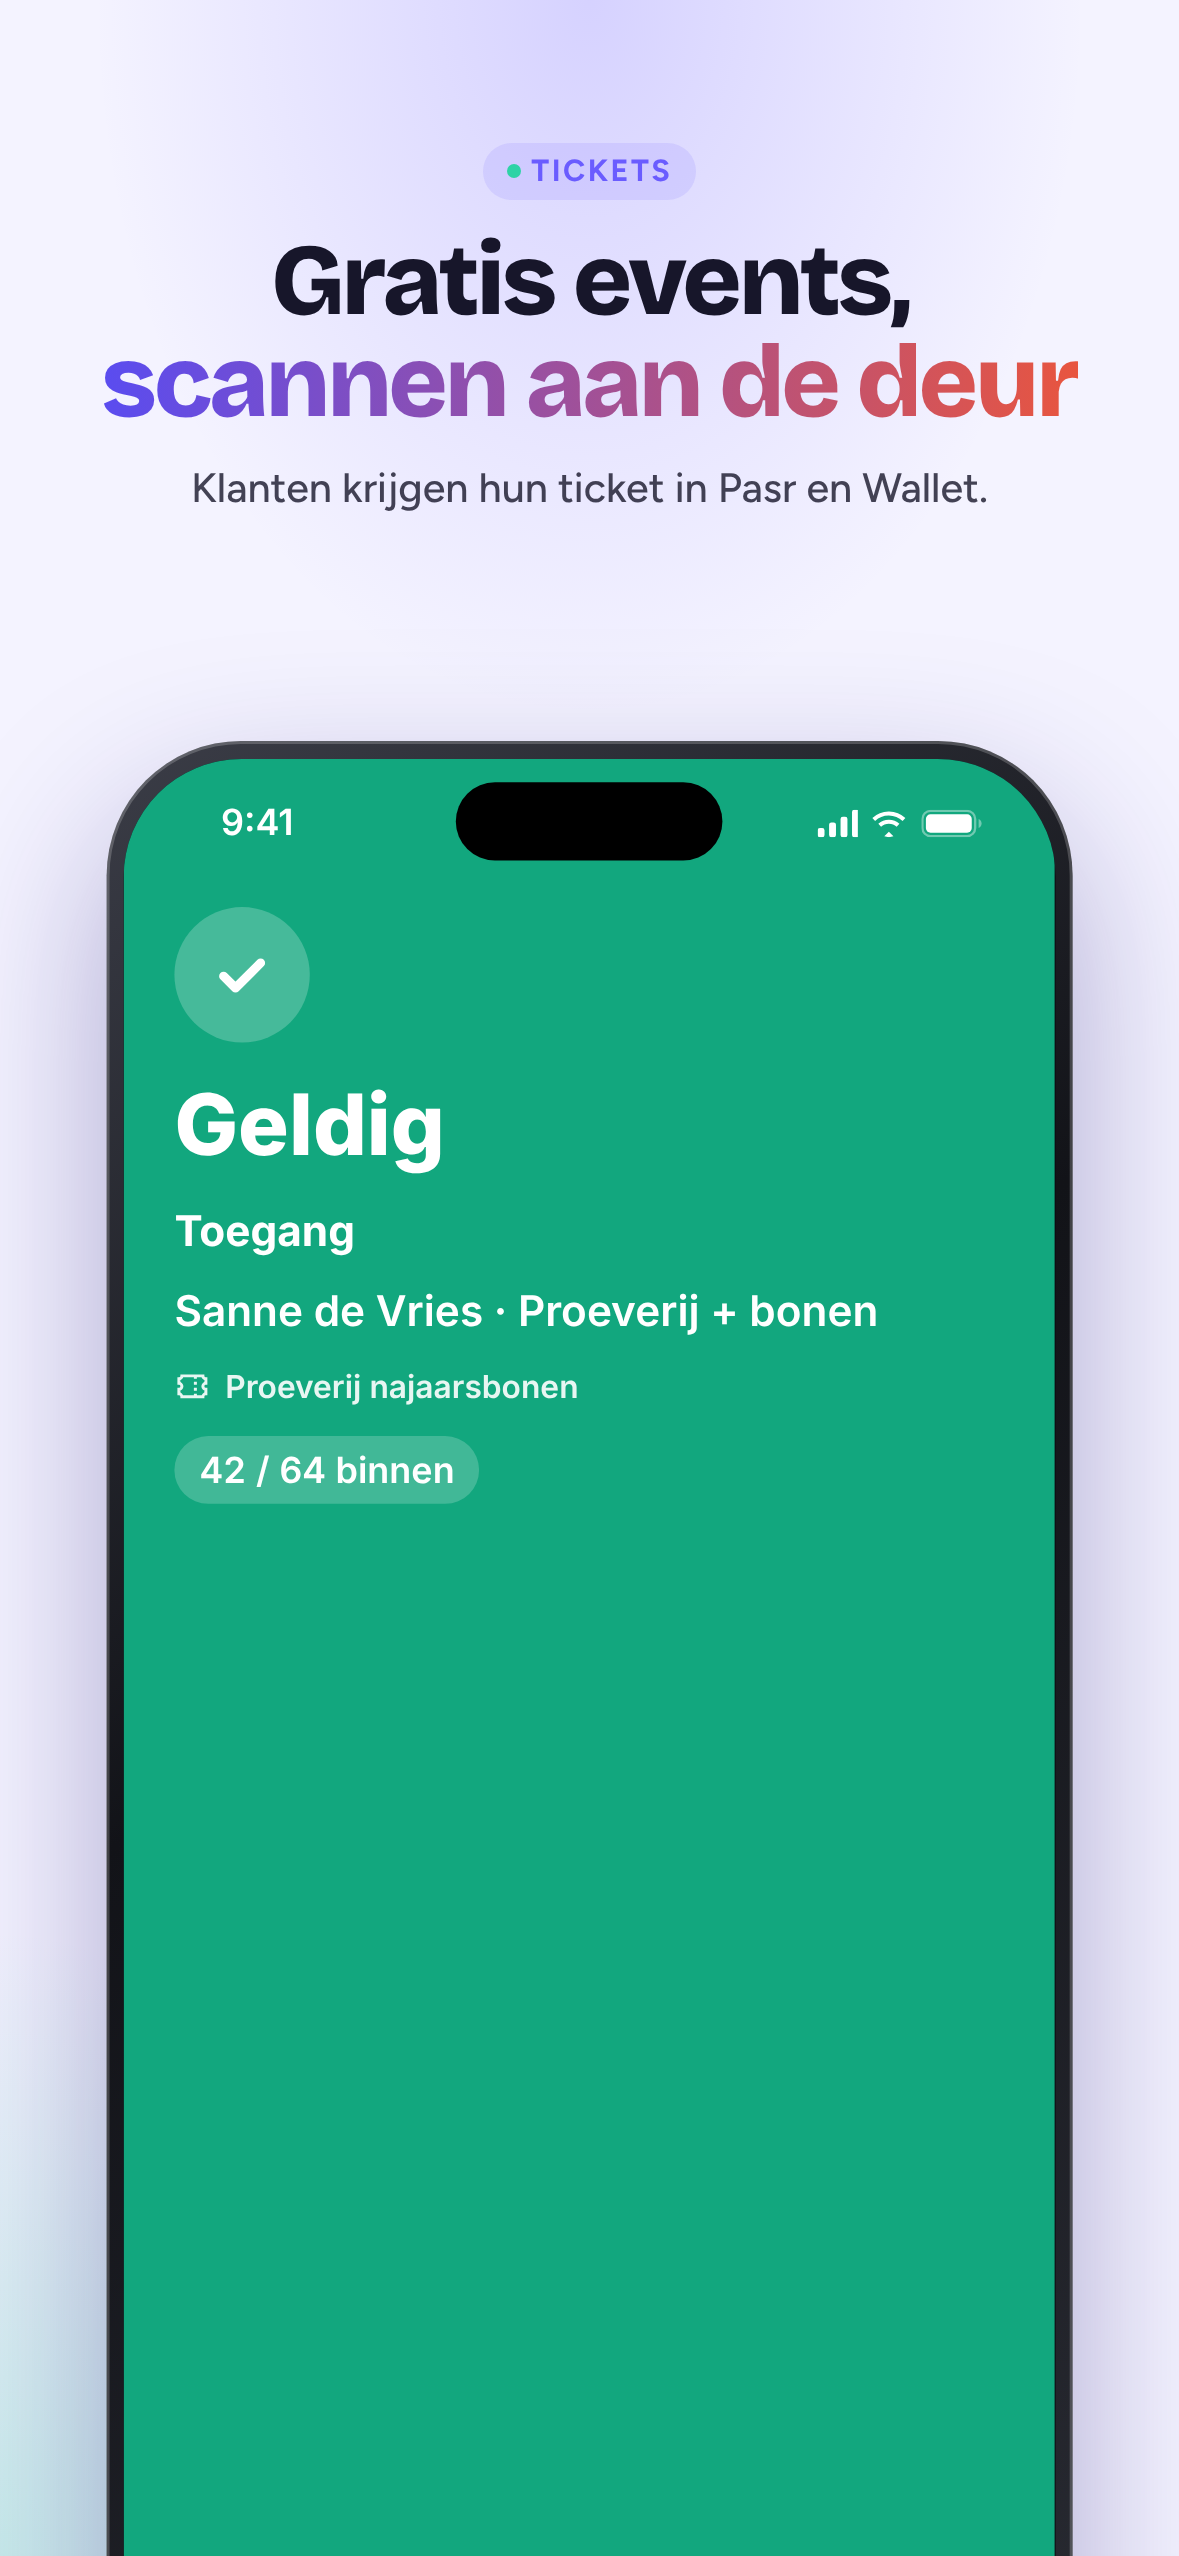 TICKETS
Gratis events,
scannen aan de deur
Klanten krijgen hun ticket in Pasr en Wallet.
9:41
Geldig
Toegang
Sanne de Vries · Proeverij + bonen
Proeverij najaarsbonen
42 / 64 binnen